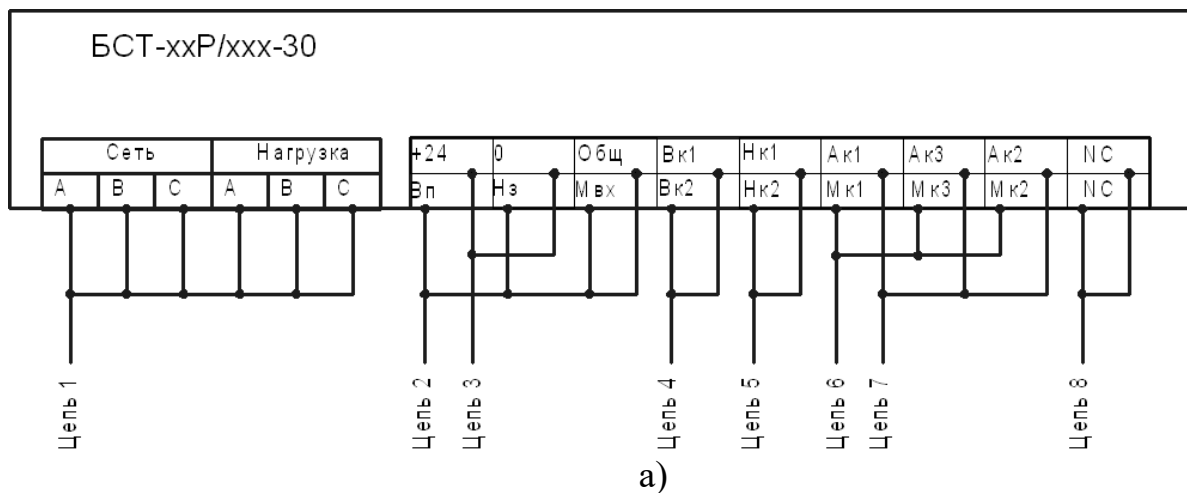 БСТ-ххР/ххх-30
Сеть Нагрузка
А В С А В С
+24 0 Общ Вк1 Нк1 Ак1 Ак3 Ак2 NC
Вп Нз Мвх Вк2 Нк2 Мк1 Мк3 Мк2 NC
Цепь 1
Цепь 2
Цепь 3
Цепь 4
Цепь 5
Цепь 6
Цепь 7
Цепь 8
а)